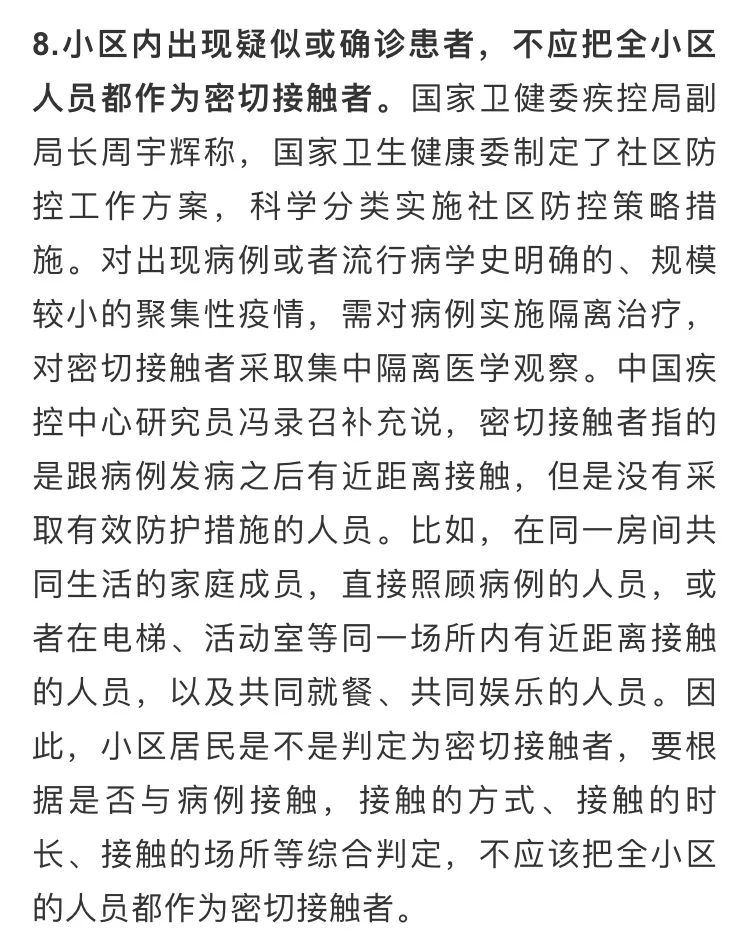 8.小区内出现疑似或确诊患者，不应把全小区
人员都作为密切接触者。国家卫健委疾控局副
局长周宇辉称，国家卫生健康委制定了社区防
控工作方案，科学分类实施社区防控策略措
施。对出现病例或者流行病学史明确的、规模
较小的聚集性疫情，需对病例实施隔离治疗，
对密切接触者采取集中隔离医学观察。中国疾
控中心研究员冯录召补充说，密切接触者指的
是跟病例发病之后有近距离接触，但是没有采
取有效防护措施的人员。比如，在同一房间共
同生活的家庭成员，直接照顾病例的人员，或
者在电梯、活动室等同一场所内有近距离接触
的人员，以及共同就餐、共同娱乐的人员。因
此，小区居民是不是判定为密切接触者，要根
据是否与病例接触，接触的方式、接触的时
长、接触的场所等综合判定，不应该把全小区
的人员都作为密切接触者。